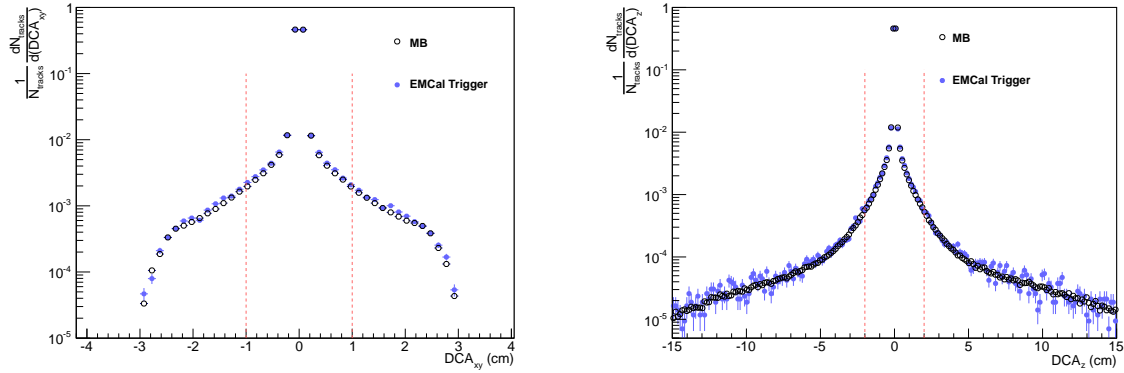 1 dN_tracks
N_tracks d(DCA_xy)
1
10^-1
10^-2
10^-3
10^-4
10^-5
MB
EMCal Trigger
-4 -3 -2 -1 0 1 2 3 4
DCA_xy (cm)
1 dN_tracks
N_tracks d(DCA_z)
1
10^-1
10^-2
10^-3
10^-4
10^-5
MB
EMCal Trigger
-15 -10 -5 0 5 10 15
DCA_z (cm)